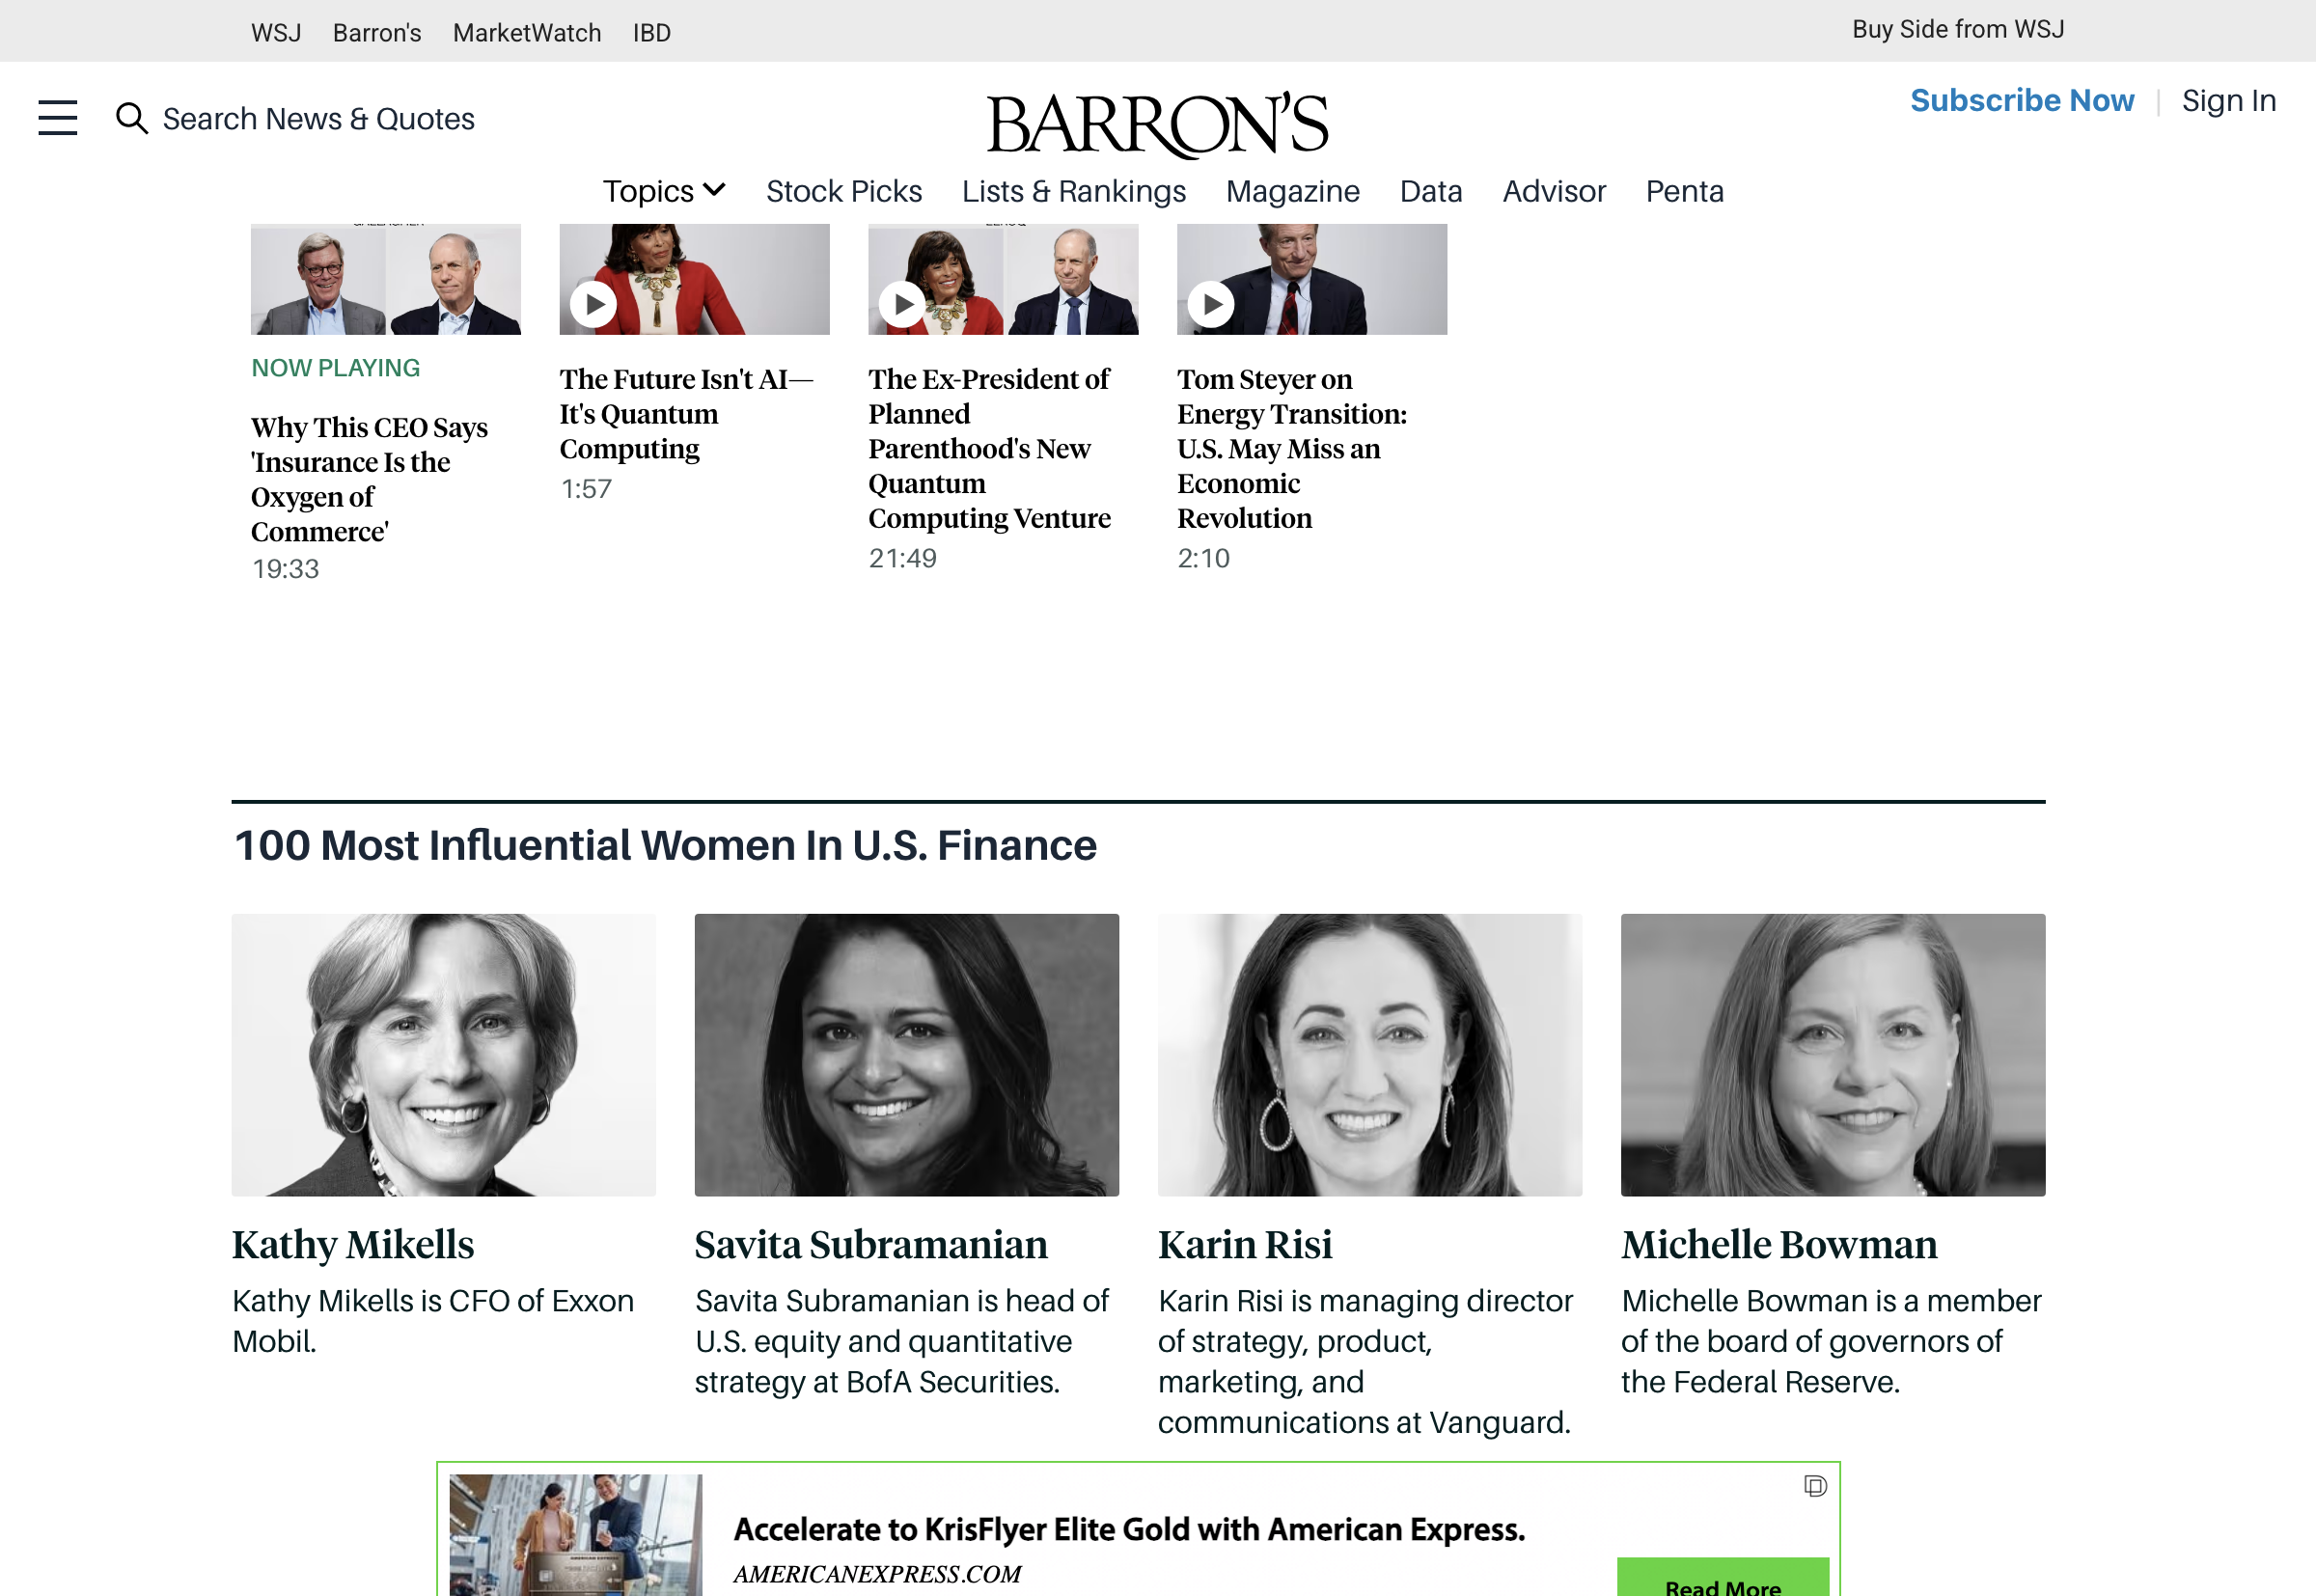 WSJ Barron's MarketWatch IBD
Buy Side from WSJ
Search News & Quotes
BARRON'S
Subscribe Now | Sign In
Topics Stock Picks Lists & Rankings Magazine Data Advisor Penta
NOW PLAYING
Why This CEO Says
'Insurance Is the
Oxygen of
Commerce'
19:33
The Future Isn't AI—
It's Quantum
Computing
1:57
The Ex-President of
Planned
Parenthood's New
Quantum
Computing Venture
21:49
Tom Steyer on
Energy Transition:
U.S. May Miss an
Economic
Revolution
2:10
100 Most Influential Women In U.S. Finance
Kathy Mikells
Kathy Mikells is CFO of Exxon
Mobil.
Savita Subramanian
Savita Subramanian is head of
U.S. equity and quantitative
strategy at BofA Securities.
Karin Risi
Karin Risi is managing director
of strategy, product,
marketing, and
communications at Vanguard.
Michelle Bowman
Michelle Bowman is a member
of the board of governors of
the Federal Reserve.
AMERICAN EXPRESS
Accelerate to KrisFlyer Elite Gold with American Express.
AMERICANEXPRESS.COM
Read More